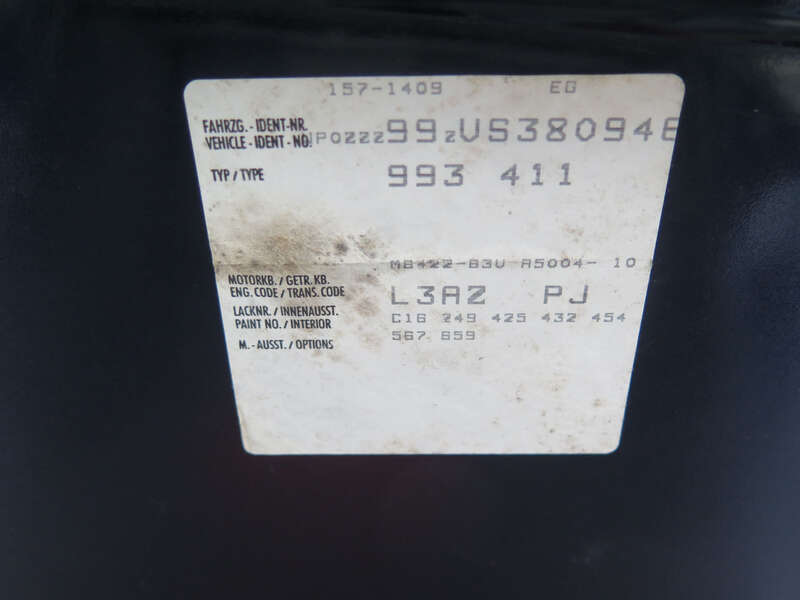 157-1409 EG
FAHRZG.-IDENT-NR. VEHICLE-IDENT-NO. WP0ZZZ99ZVS380946
TYP/TYPE 993 411
M8422-B3V A5004-10
MOTORKB./GETR.KB.
ENG.CODE/TRANS.CODE
LACKNR./INNENAUSST. L3AZ PJ
PAINT NO./INTERIOR
M.-AUSST./OPTIONS C16 249 425 432 454
567 659